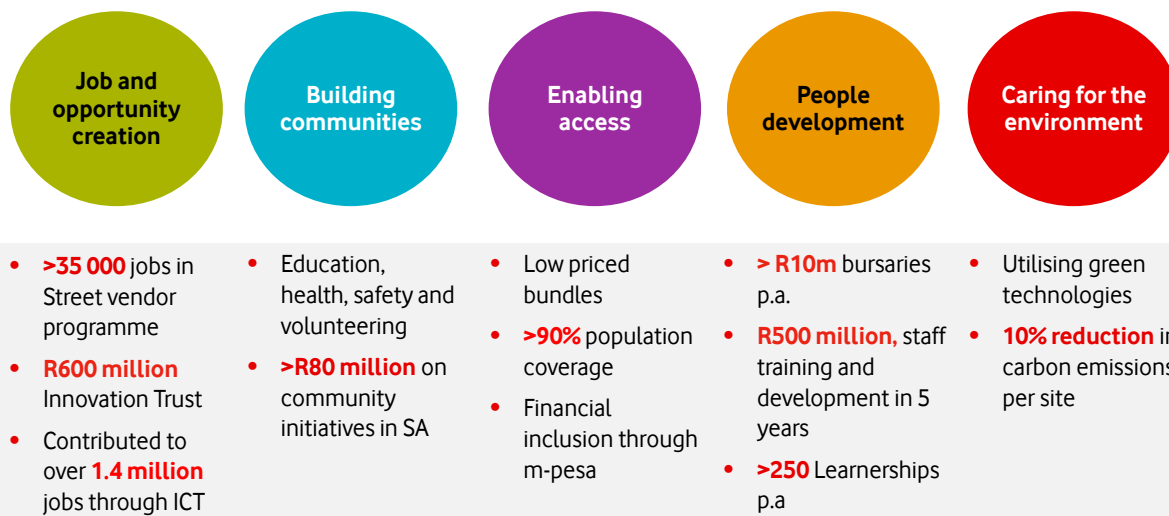 Job and
opportunity
creation
Building
communities
Enabling
access
People
development
Caring for the
environment
• >35 000 jobs in
Street vendor
programme
• R600 million
Innovation Trust
• Contributed to
over 1.4 million
jobs through ICT
• Education,
health, safety and
volunteering
• >R80 million on
community
initiatives in SA
• Low priced
bundles
• >90% population
coverage
• Financial
inclusion through
m-pesa
• > R10m bursaries
p.a.
• R500 million, staff
training and
development in 5
years
• >250 Learnerships
p.a
• Utilising green
technologies
• 10% reduction in
carbon emissions
per site